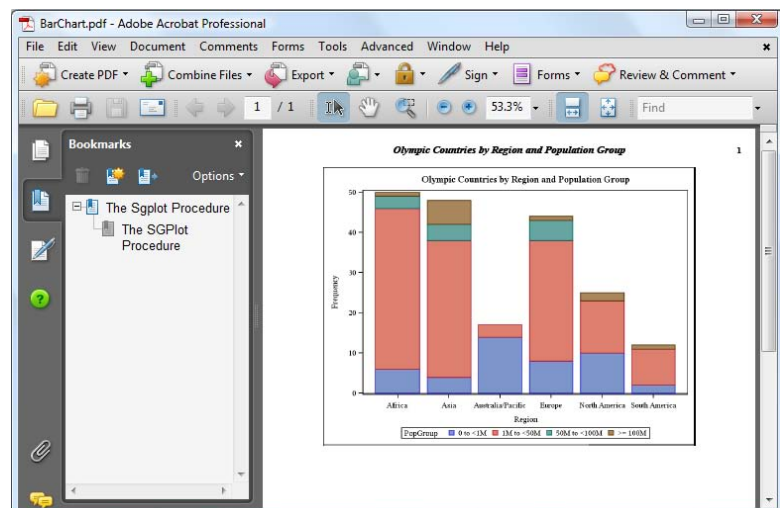 BarChart.pdf - Adobe Acrobat Professional
File Edit View Document Comments Forms Tools Advanced Window Help
Create PDF Combine Files Export Sign Forms Review & Comment
1 / 1 53.3% Find
Bookmarks
Options
The Sgplot Procedure
The SGPlot
Procedure
Olympic Countries by Region and Population Group 1
Olympic Countries by Region and Population Group
50
40
30
20
10
0
Frequency
Africa Asia Australia/Pacific Europe North America South America
Region
PopGroup 0 to <1M 1M to <50M 50M to <100M >= 100M